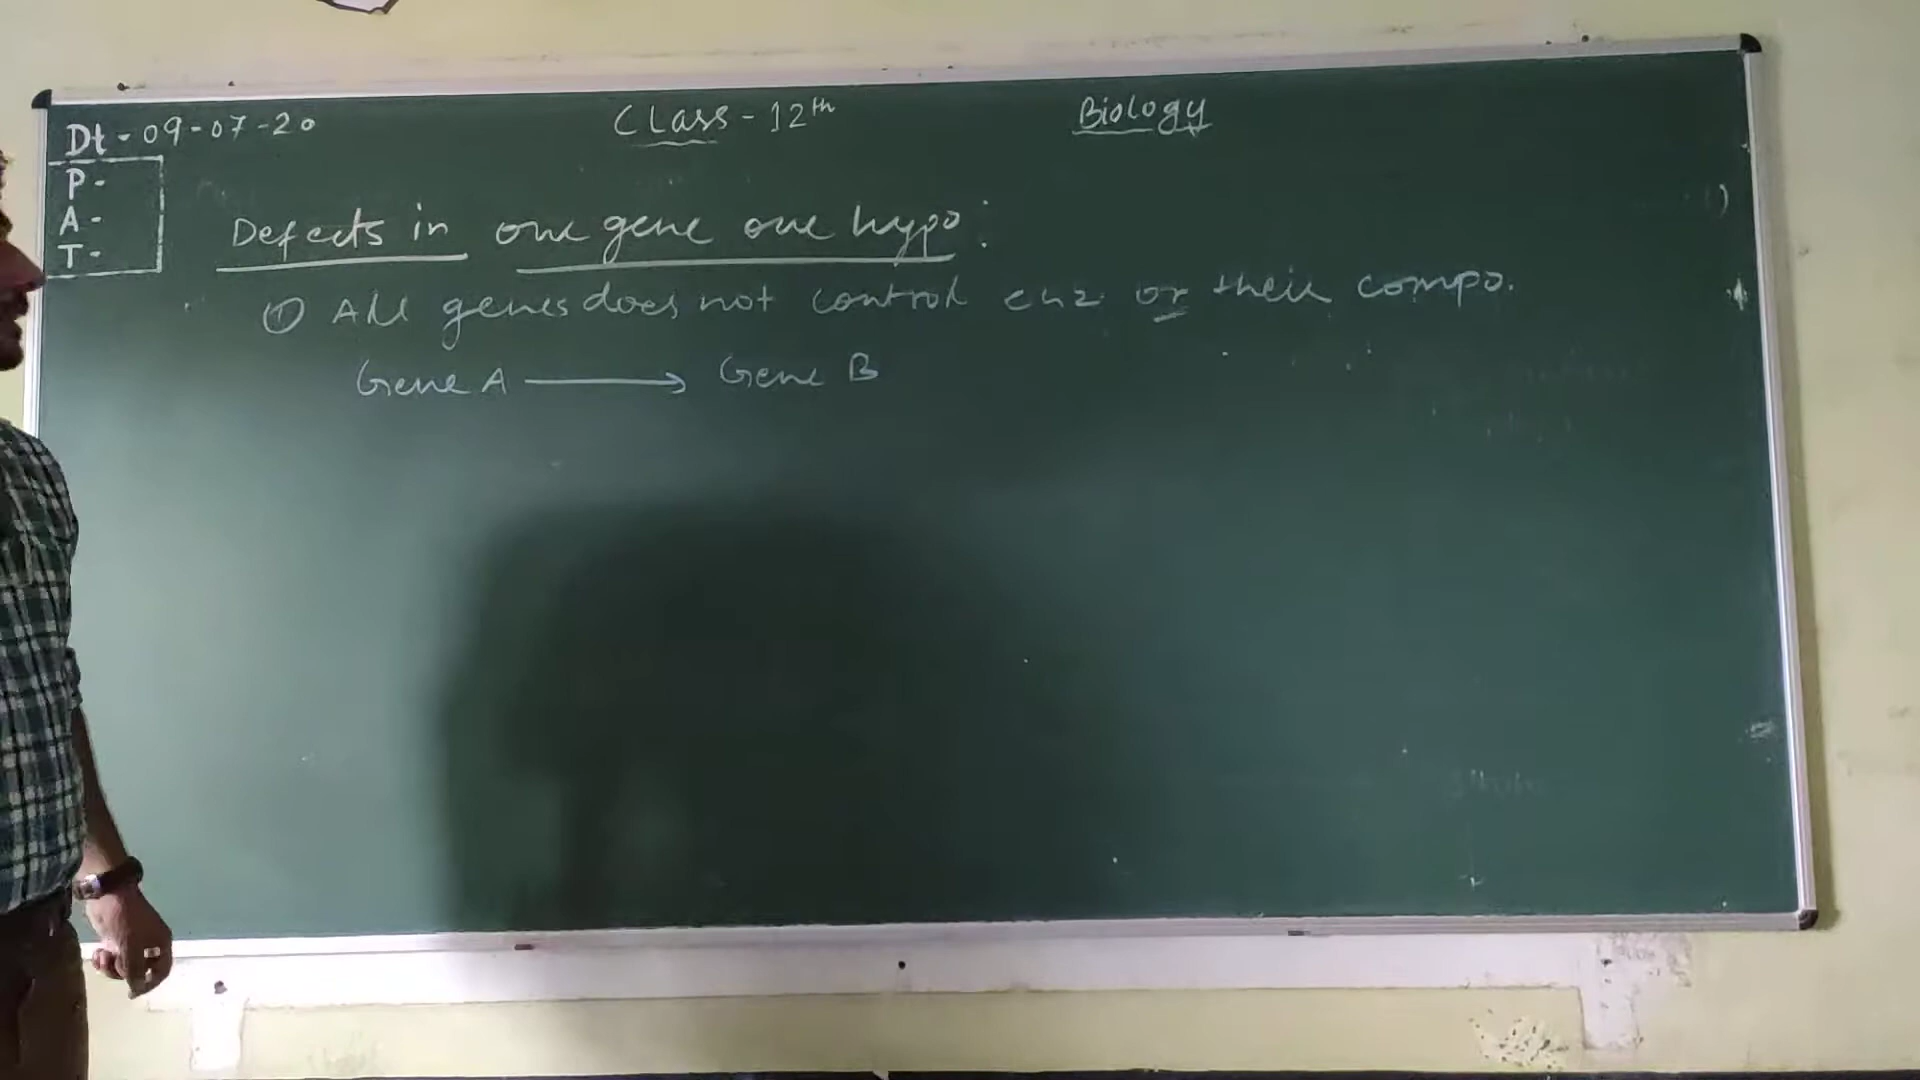 Dt - 09-07-20
Class - 12th
Biology
P -
A -
T -
Defects in one gene one hypo:
① All genes does not control enz or their compo.
Gene A → Gene B